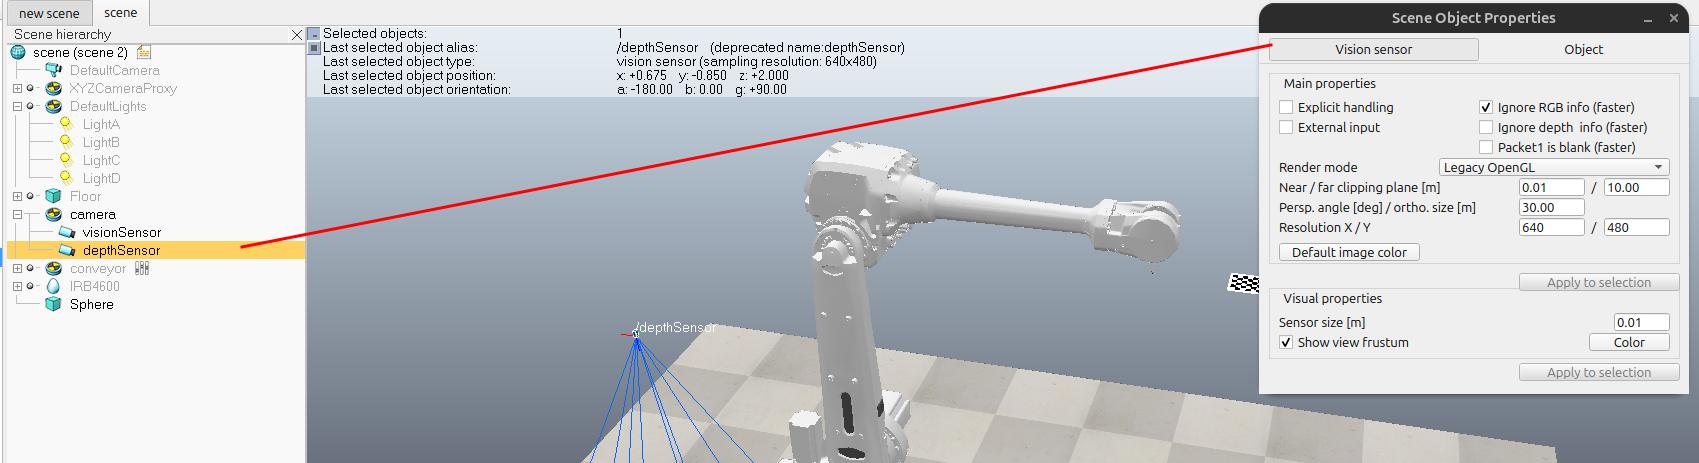 new scene
scene
Scene hierarchy
scene (scene 2)
DefaultCamera
XYZCameraProxy
DefaultLights
LightA
LightB
LightC
LightD
Floor
camera
visionSensor
depthSensor
conveyor
IRB4600
Sphere
Selected objects: 1
Last selected object alias: /depthSensor (deprecated name:depthSensor)
Last selected object type: vision sensor (sampling resolution: 640x480)
Last selected object position: x: +0.675 y: -0.850 z: +2.000
Last selected object orientation: a: -180.00 b: 0.00 g: +90.00
/depthSensor
Scene Object Properties
Vision sensor Object
Main properties
Explicit handling Ignore RGB info (faster)
External input Ignore depth info (faster)
Packet1 is blank (faster)
Render mode Legacy OpenGL
Near / far clipping plane [m] 0.01 / 10.00
Persp. angle [deg] / ortho. size [m] 30.00
Resolution X / Y 640 / 480
Default image color
Apply to selection
Visual properties
Sensor size [m] 0.01
Show view frustum Color
Apply to selection